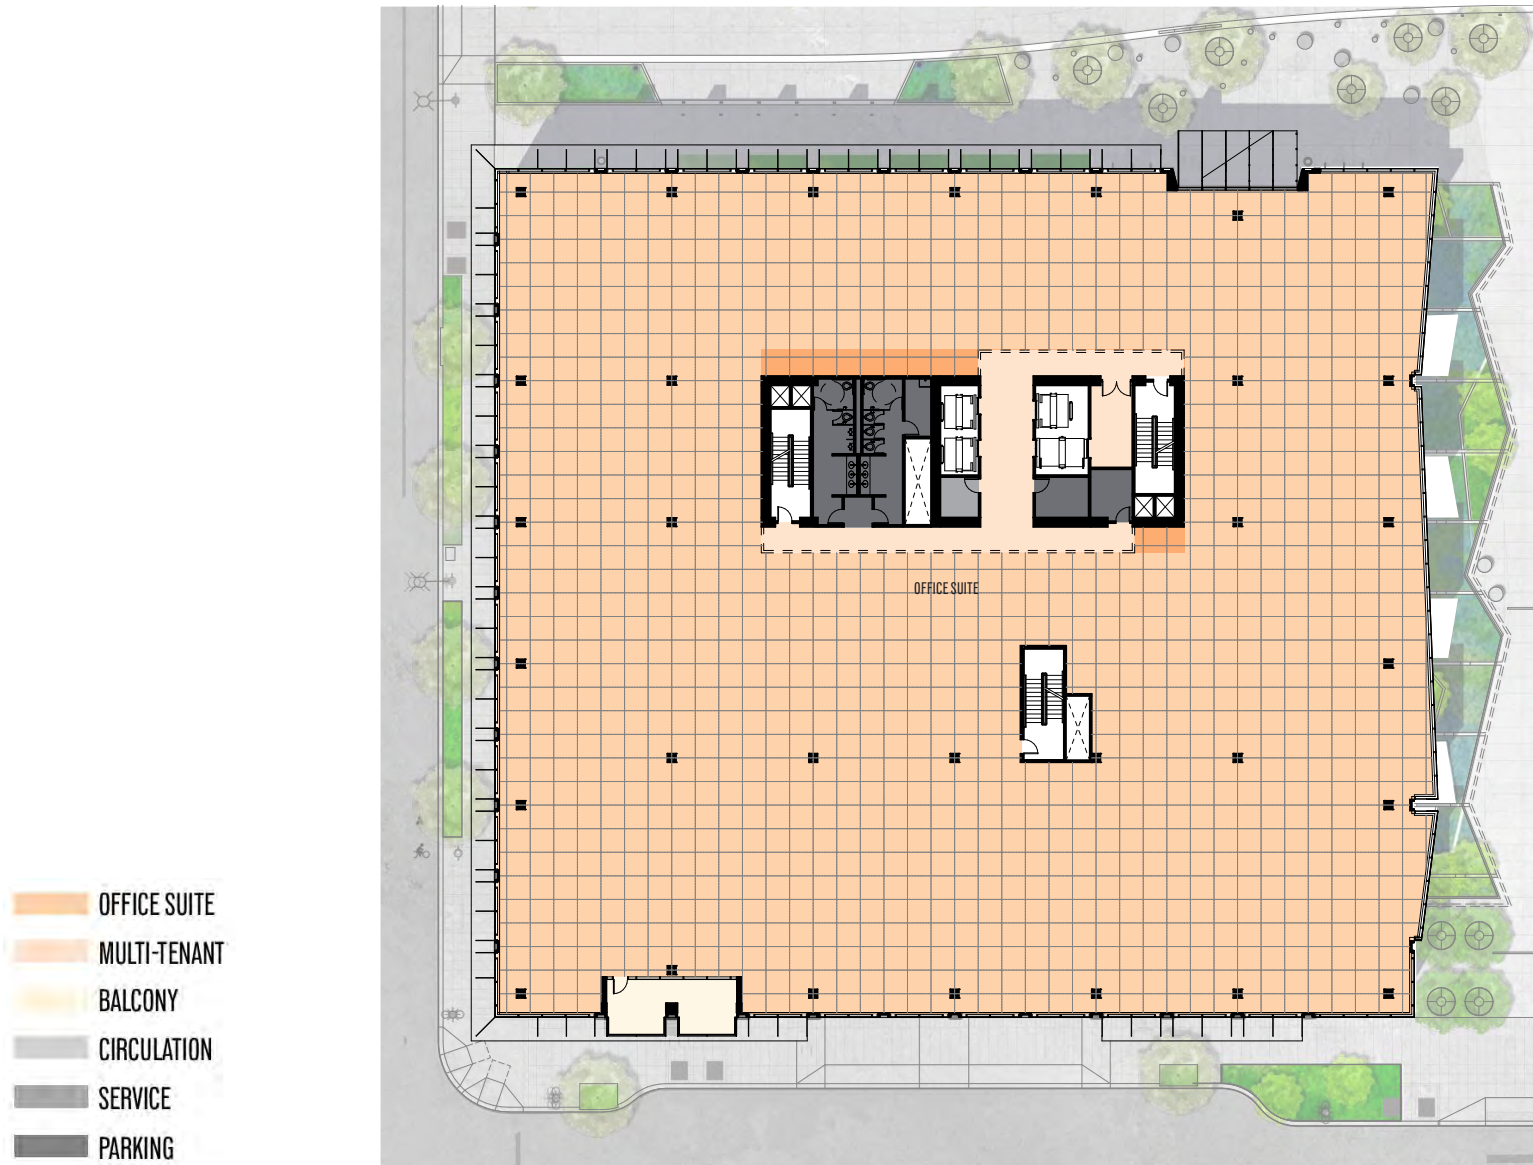 OFFICE SUITE
OFFICE SUITE
MULTI-TENANT
BALCONY
CIRCULATION
SERVICE
PARKING